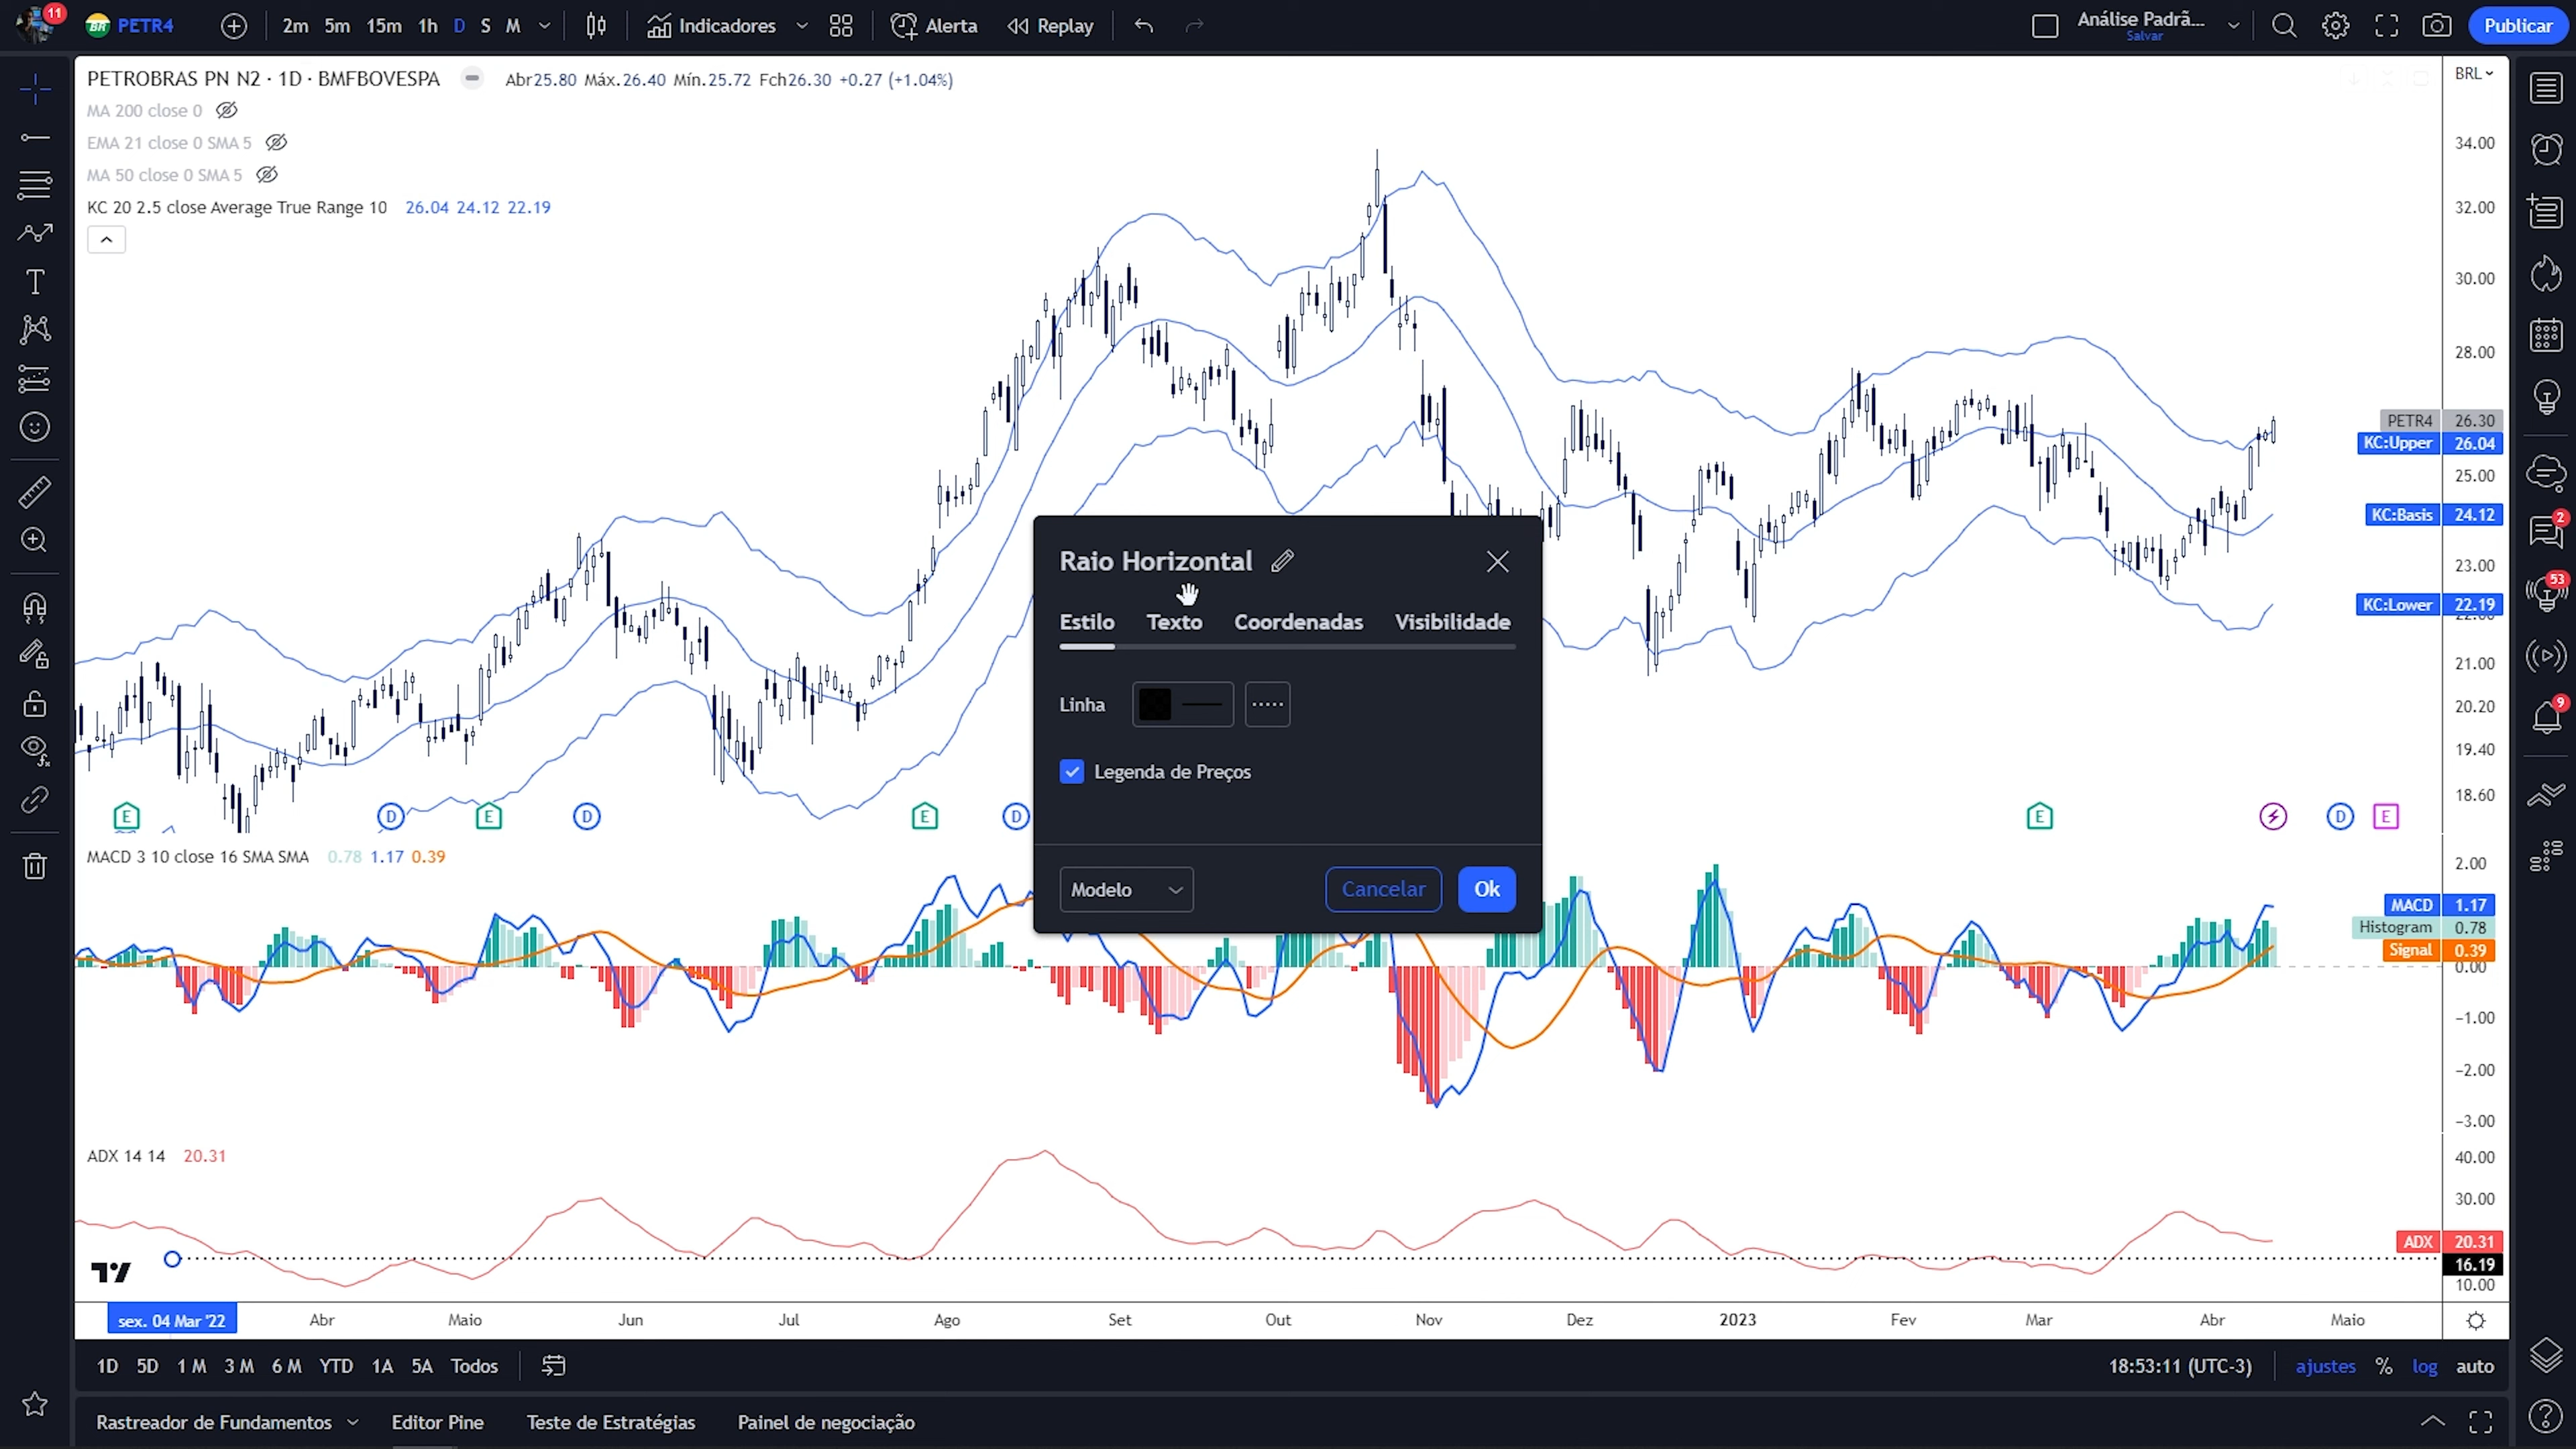 11
PETR4
2m 5m 15m 1h D S M
Indicadores
Alerta
Replay
Análise Padrã...
Salvar
Publicar
PETROBRAS PN N2 · 1D · BMFBOVESPA
Abr25.80 Máx.26.40 Mín.25.72 Fch26.30 +0.27 (+1.04%)
BRL
MA 200 close 0
EMA 21 close 0 SMA 5
MA 50 close 0 SMA 5
KC 20 2.5 close Average True Range 10 26.04 24.12 22.19
34.00
32.00
30.00
28.00
PETR4 26.30
KC:Upper 26.04
25.00
KC:Basis 24.12
23.00
KC:Lower 22.19
22.00
21.00
20.20
19.40
18.60
2
53
9
Raio Horizontal
Estilo Texto Coordenadas Visibilidade
Linha
Legenda de Preços
Modelo
Cancelar
Ok
E D E D E D E D E
MACD 3 10 close 16 SMA SMA 0.78 1.17 0.39
2.00
MACD 1.17
Histogram 0.78
Signal 0.39
0.00
−1.00
−2.00
−3.00
ADX 14 14 20.31
40.00
30.00
ADX 20.31
16.19
10.00
sex. 04 Mar '22 Abr Maio Jun Jul Ago Set Out Nov Dez 2023 Fev Mar Abr Maio
1D 5D 1 M 3 M 6 M YTD 1A 5A Todos
18:53:11 (UTC-3) ajustes % log auto
Rastreador de Fundamentos Editor Pine Teste de Estratégias Painel de negociação